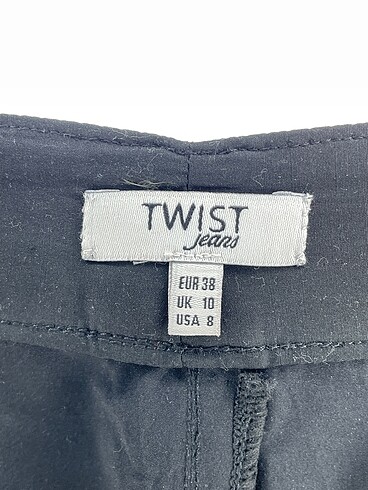 TWIST
jeans
EUR 38
UK 10
USA 8